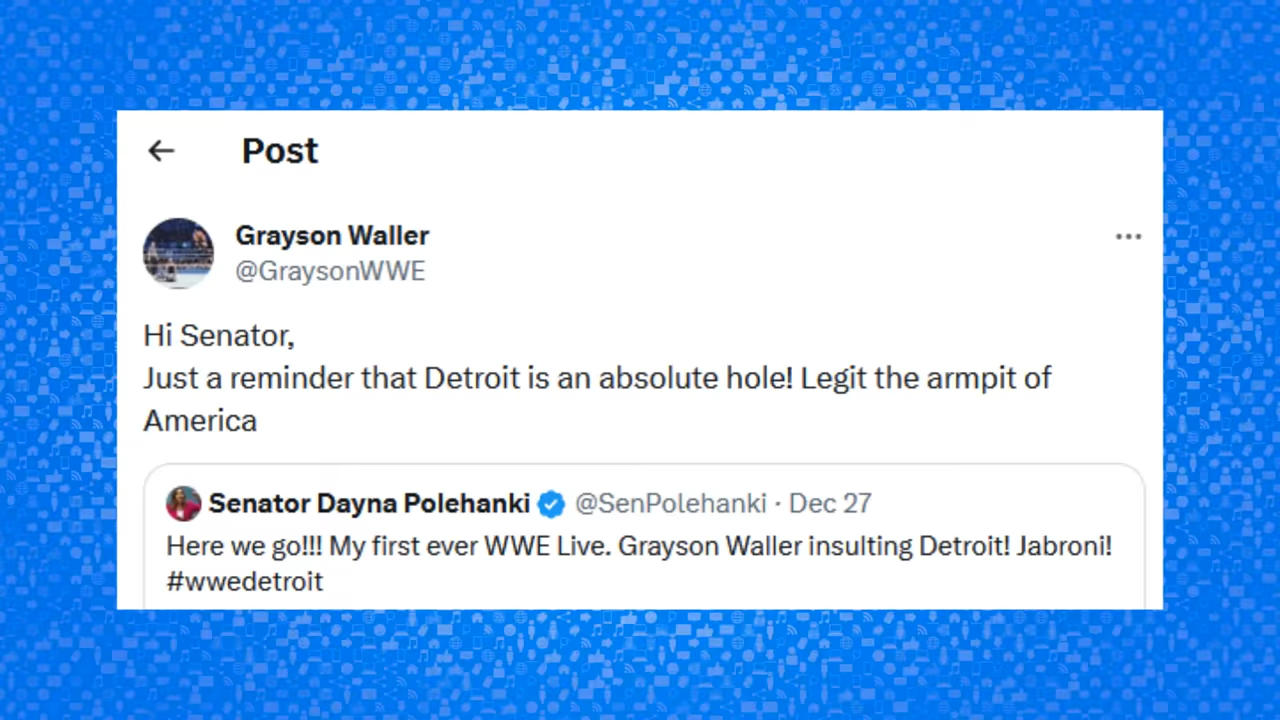 Post
Grayson Waller
@GraysonWWE
Hi Senator,
Just a reminder that Detroit is an absolute hole! Legit the armpit of
America
Senator Dayna Polehanki @SenPolehanki · Dec 27
Here we go!!! My first ever WWE Live. Grayson Waller insulting Detroit! Jabroni!
#wwedetroit